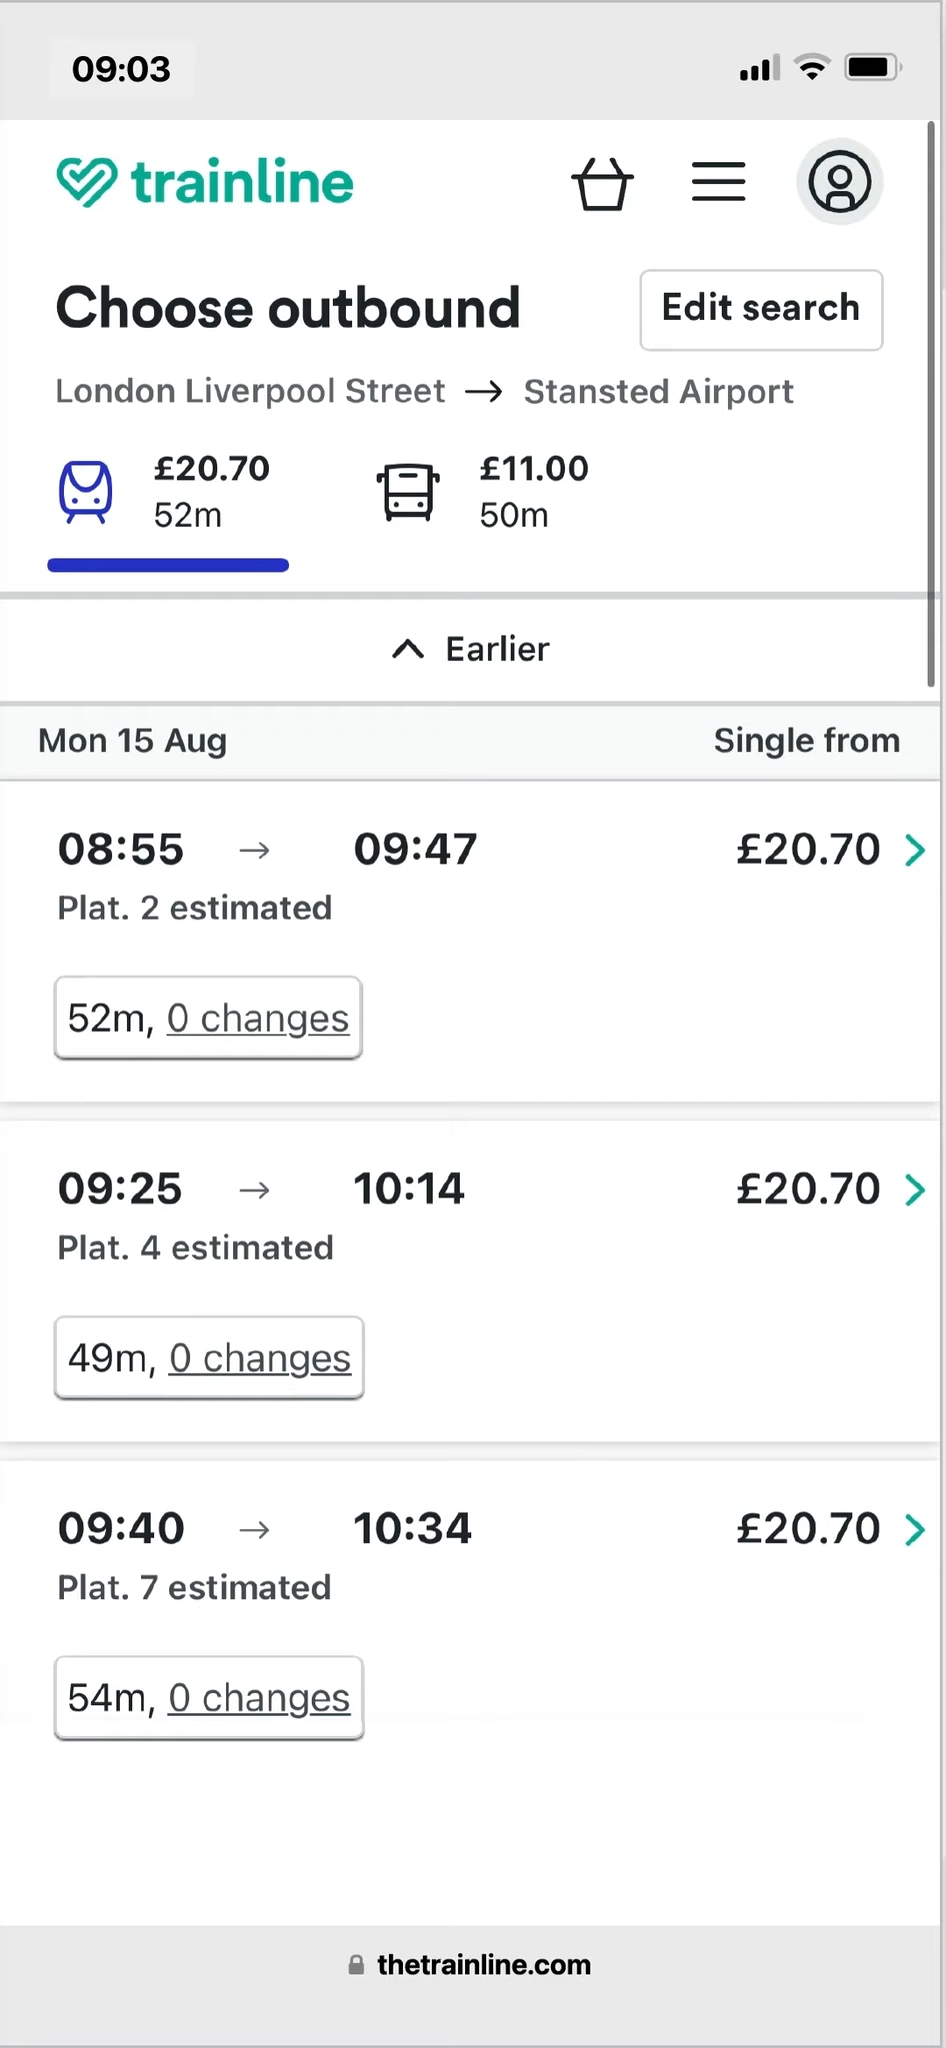 09:03
trainline
Choose outbound
Edit search
London Liverpool Street → Stansted Airport
£20.70
52m
£11.00
50m
Earlier
Mon 15 Aug
Single from
08:55 → 09:47 £20.70
Plat. 2 estimated
52m, 0 changes
09:25 → 10:14 £20.70
Plat. 4 estimated
49m, 0 changes
09:40 → 10:34 £20.70
Plat. 7 estimated
54m, 0 changes
thetrainline.com